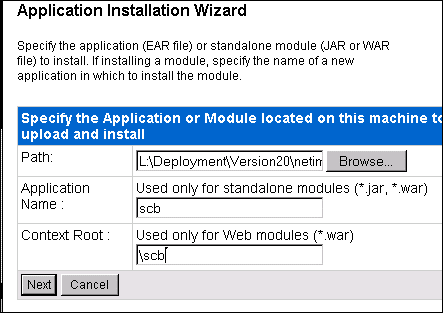 Application Installation Wizard
Specify the application (EAR file) or standalone module (JAR or WAR
file) to install. If installing a module, specify the name of a new
application in which to install the module.
Specify the Application or Module located on this machine to
upload and install
Path: L:\Deployment\Version20\netim Browse...
Application Name : Used only for standalone modules (*.jar, *.war)
scb
Context Root : Used only for Web modules (*.war)
\scb
Next Cancel